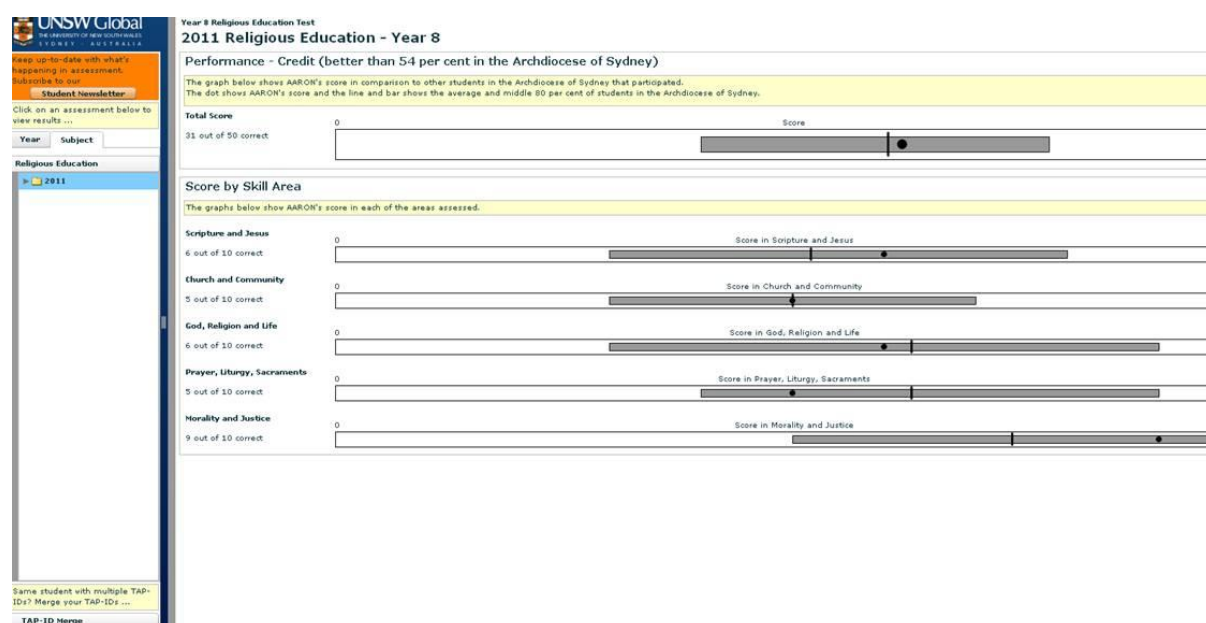 UNSW Global
THE UNIVERSITY OF NEW SOUTH WALES
SYDNEY · AUSTRALIA
Keep up-to-date with what's
happening in assessment.
Subscribe to our
Student Newsletter
Click on an assessment below to
view results ...
Year Subject
Religious Education
2011
Same student with multiple TAP-
IDs? Merge your TAP-IDs ...
TAP-ID Merge
Year 8 Religious Education Test
2011 Religious Education - Year 8
Performance - Credit (better than 54 per cent in the Archdiocese of Sydney)
The graph below shows AARON's score in comparison to other students in the Archdiocese of Sydney that participated.
The dot shows AARON's score and the line and bar shows the average and middle 80 per cent of students in the Archdiocese of Sydney.
Total Score
0 Score
31 out of 50 correct
Score by Skill Area
The graphs below show AARON's score in each of the areas assessed.
Scripture and Jesus
0 Score in Scripture and Jesus
6 out of 10 correct
Church and Community
0 Score in Church and Community
5 out of 10 correct
God, Religion and Life
0 Score in God, Religion and Life
6 out of 10 correct
Prayer, Liturgy, Sacraments
0 Score in Prayer, Liturgy, Sacraments
5 out of 10 correct
Morality and Justice
0 Score in Morality and Justice
9 out of 10 correct